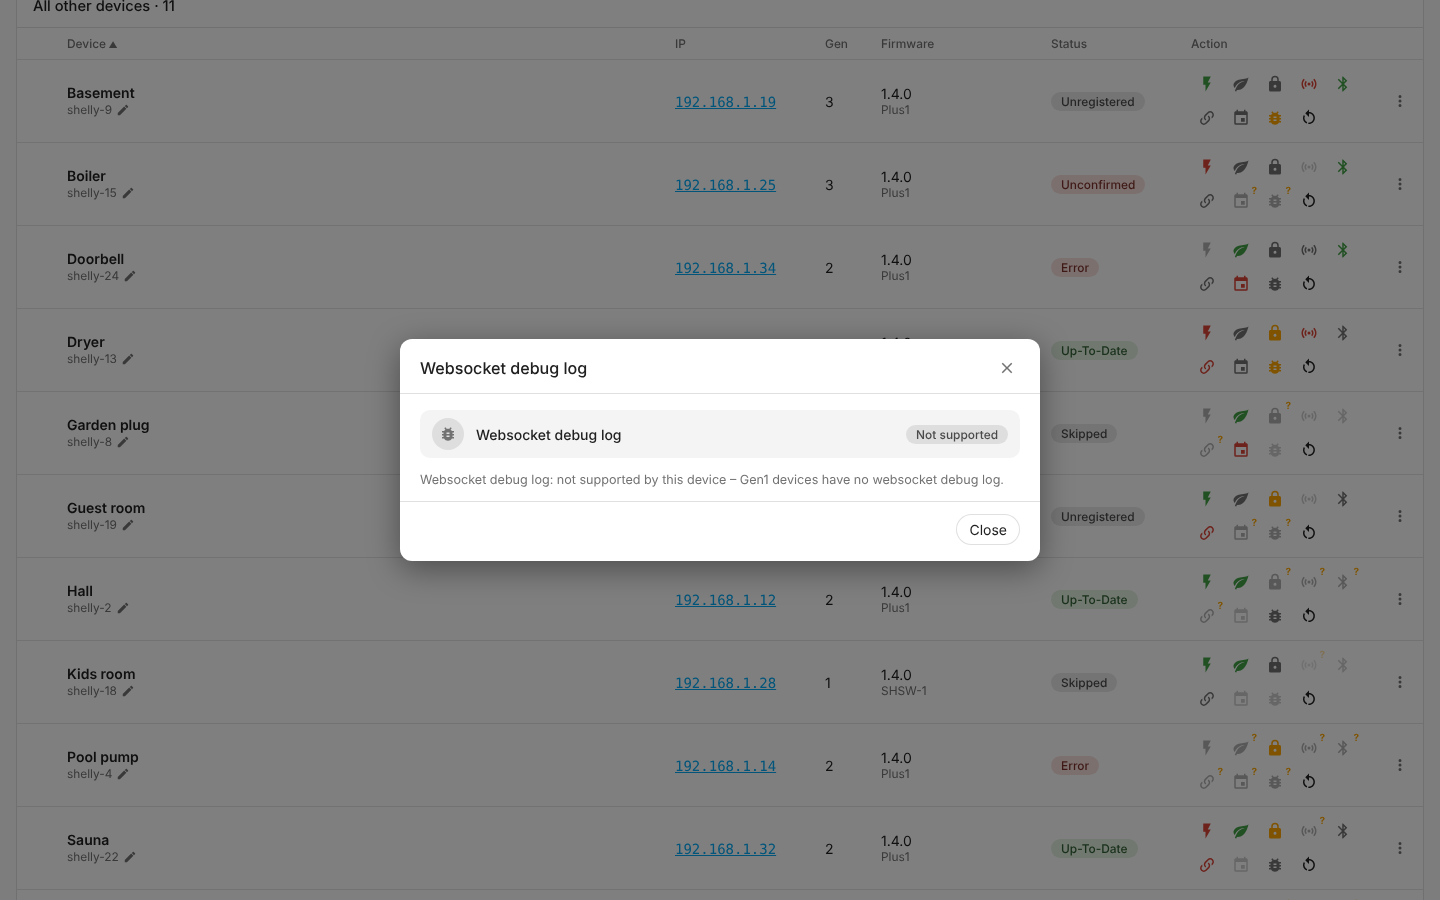 All other devices · 11
Device ▲ IP Gen Firmware Status Action
Basement
shelly-9
192.168.1.19
3
1.4.0
Plus1
Unregistered
Boiler
shelly-15
192.168.1.25
3
1.4.0
Plus1
Unconfirmed
?
?
Doorbell
shelly-24
192.168.1.34
2
1.4.0
Plus1
Error
Dryer
shelly-13
Up-To-Date
Garden plug
shelly-8
Skipped
?
?
Guest room
shelly-19
Unregistered
?
?
Websocket debug log
Websocket debug log
Not supported
Websocket debug log: not supported by this device – Gen1 devices have no websocket debug log.
Close
Hall
shelly-2
192.168.1.12
2
1.4.0
Plus1
Up-To-Date
?
?
?
?
Kids room
shelly-18
192.168.1.28
1
1.4.0
SHSW-1
Skipped
?
Pool pump
shelly-4
192.168.1.14
2
1.4.0
Plus1
Error
?
?
?
?
?
?
Sauna
shelly-22
192.168.1.32
2
1.4.0
Plus1
Up-To-Date
?